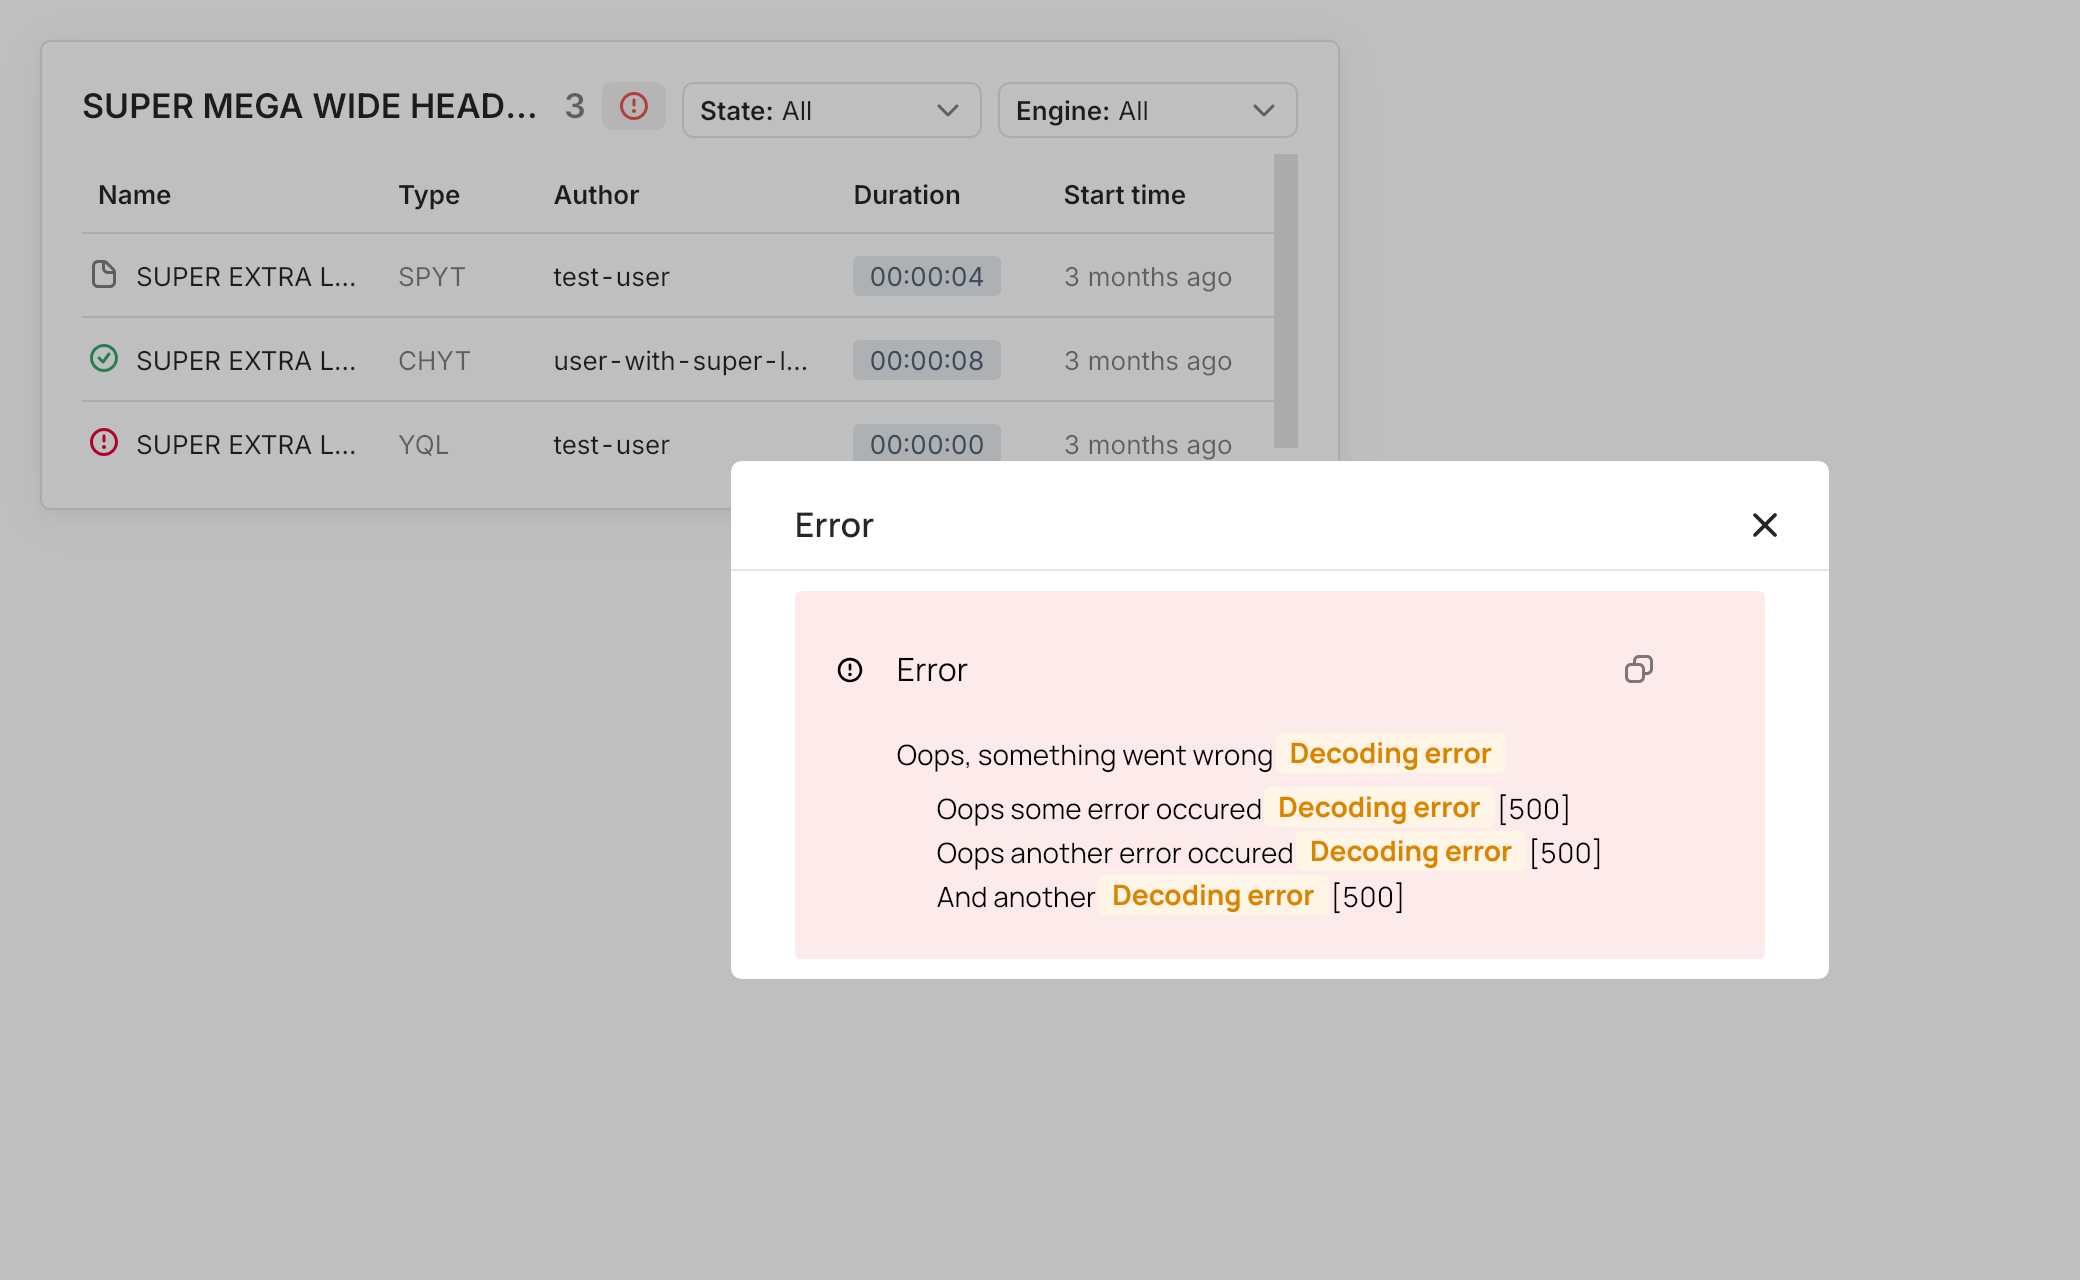 SUPER MEGA WIDE HEAD... 3 State: All Engine: All
Name Type Author Duration Start time
SUPER EXTRA L... SPYT test-user 00:00:04 3 months ago
SUPER EXTRA L... CHYT user-with-super-l... 00:00:08 3 months ago
SUPER EXTRA L... YQL test-user 00:00:00 3 months ago
Error
Error
Oops, something went wrong Decoding error
Oops some error occured Decoding error [500]
Oops another error occured Decoding error [500]
And another Decoding error [500]